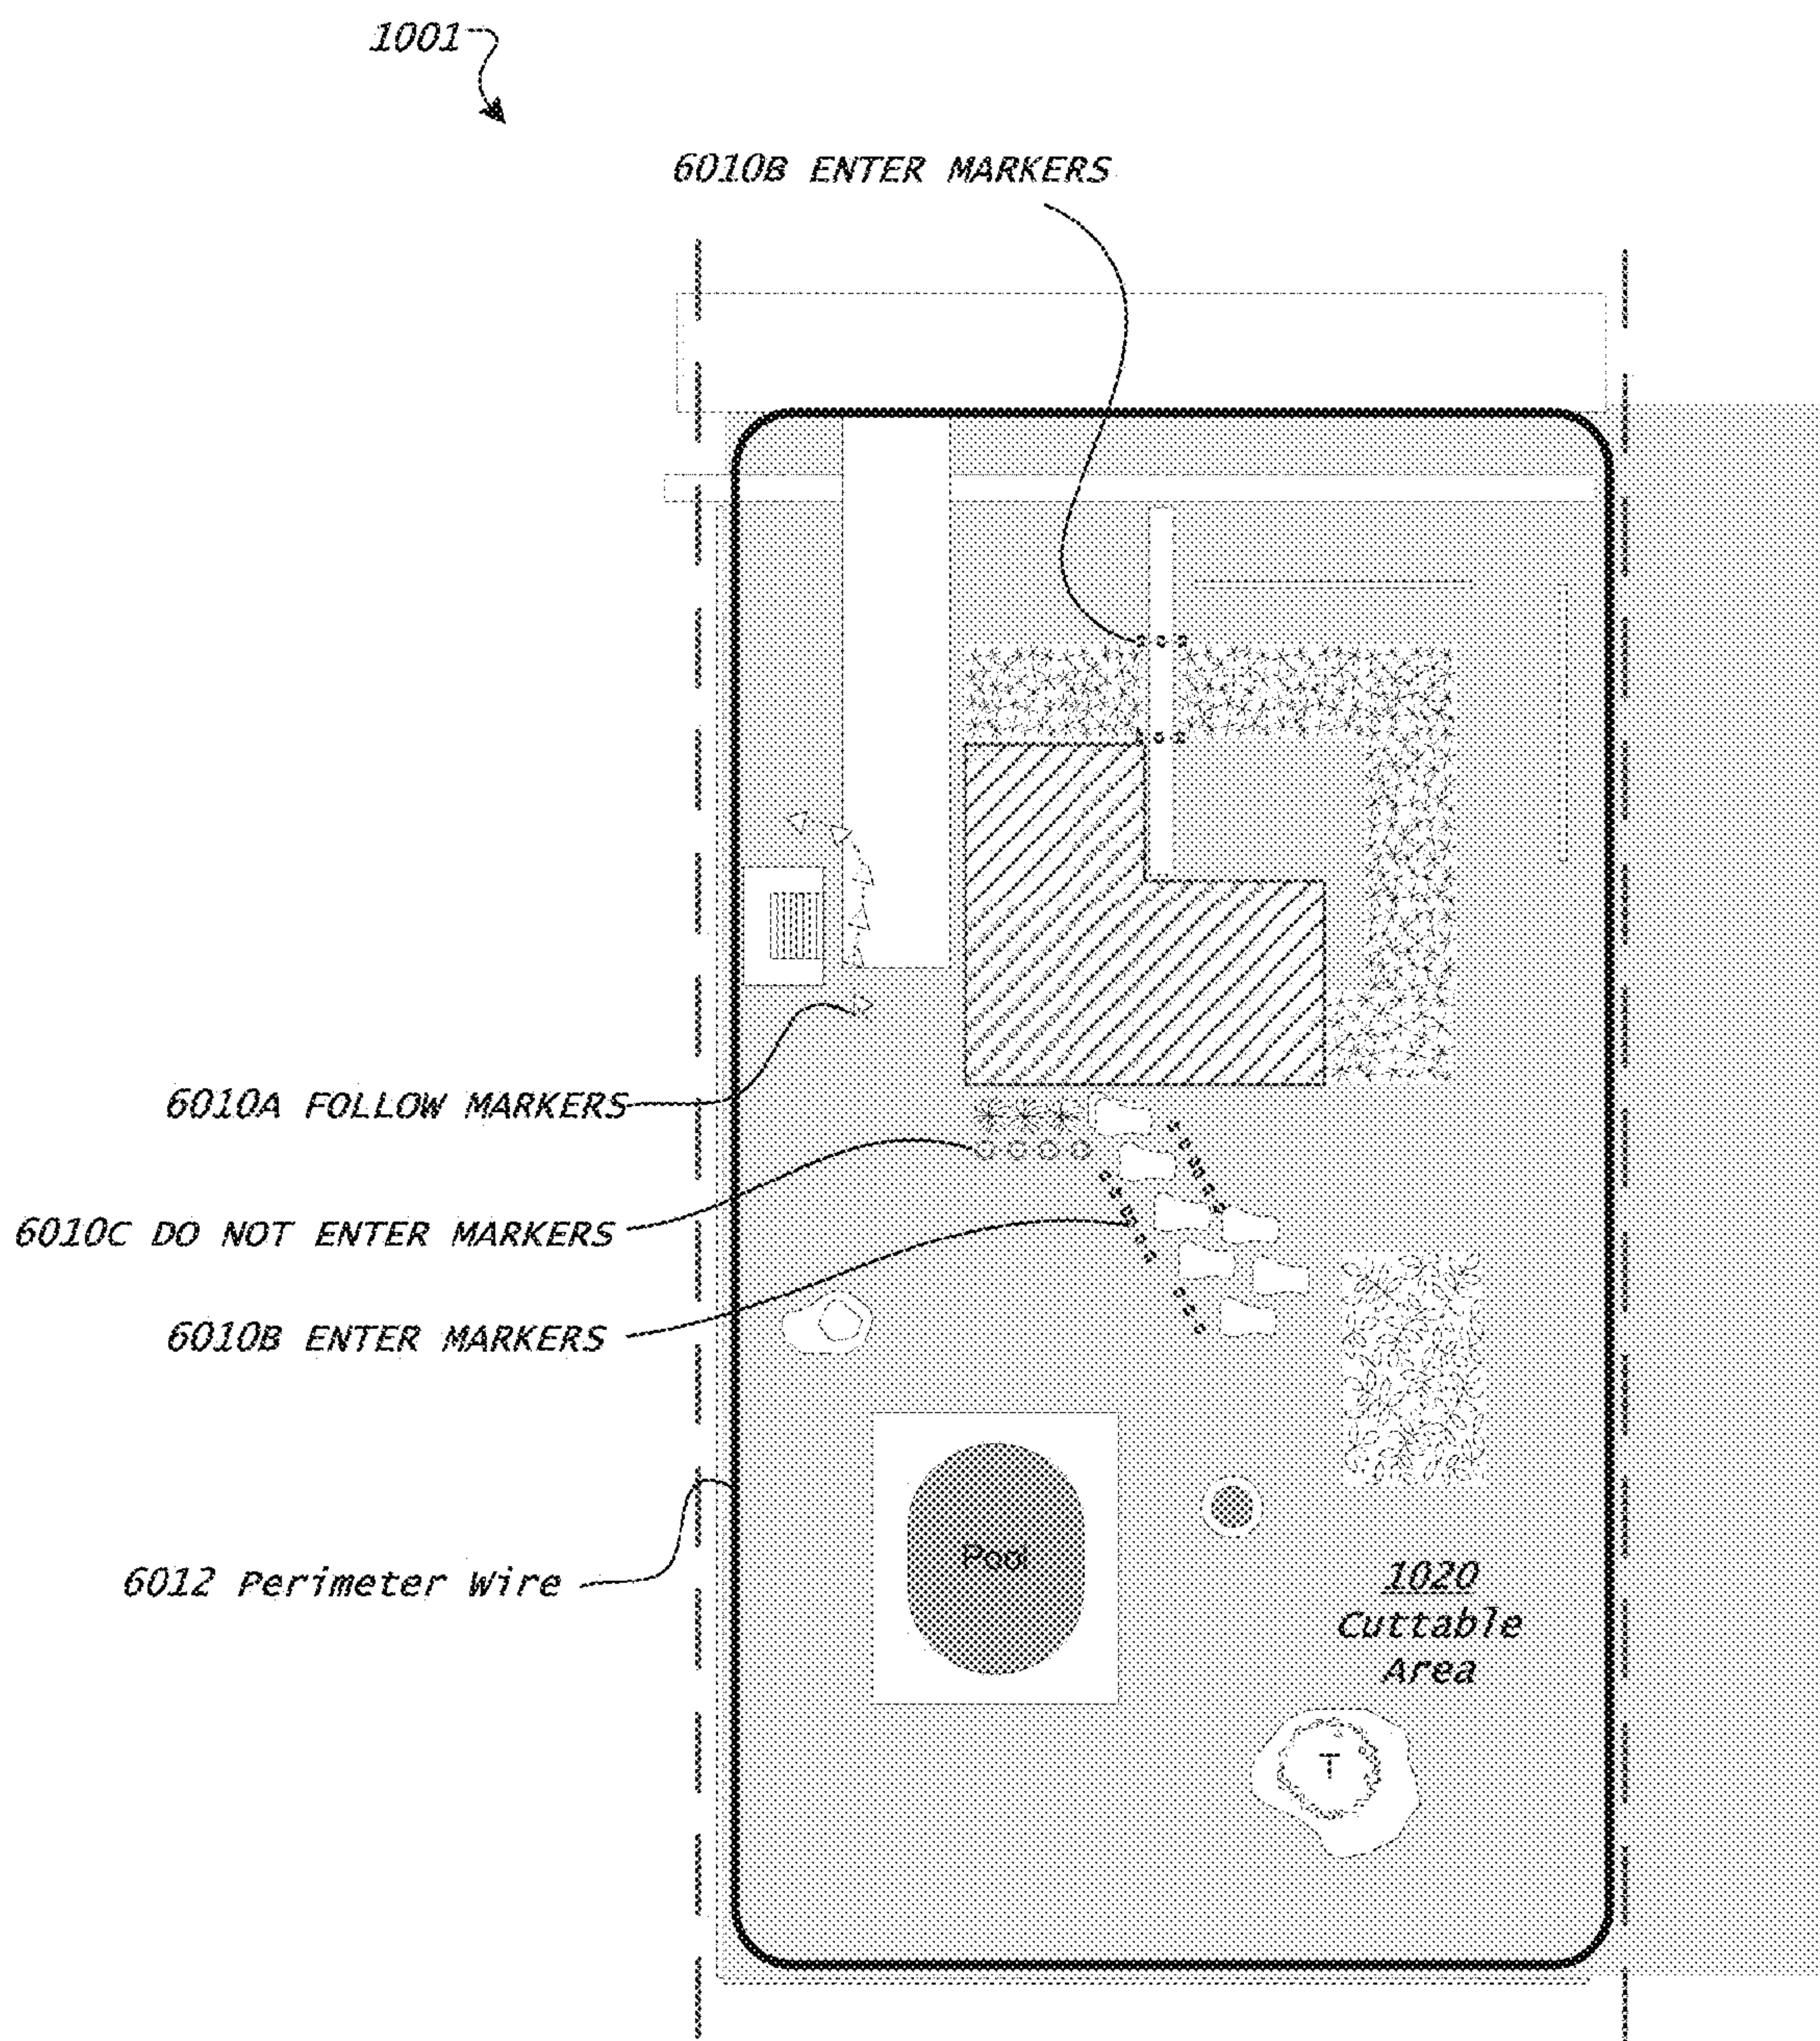 1001
6010B ENTER MARKERS
6010A FOLLOW MARKERS
6010C DO NOT ENTER MARKERS
6010B ENTER MARKERS
Pool
6012 Perimeter Wire
1020
Cuttable
Area
T